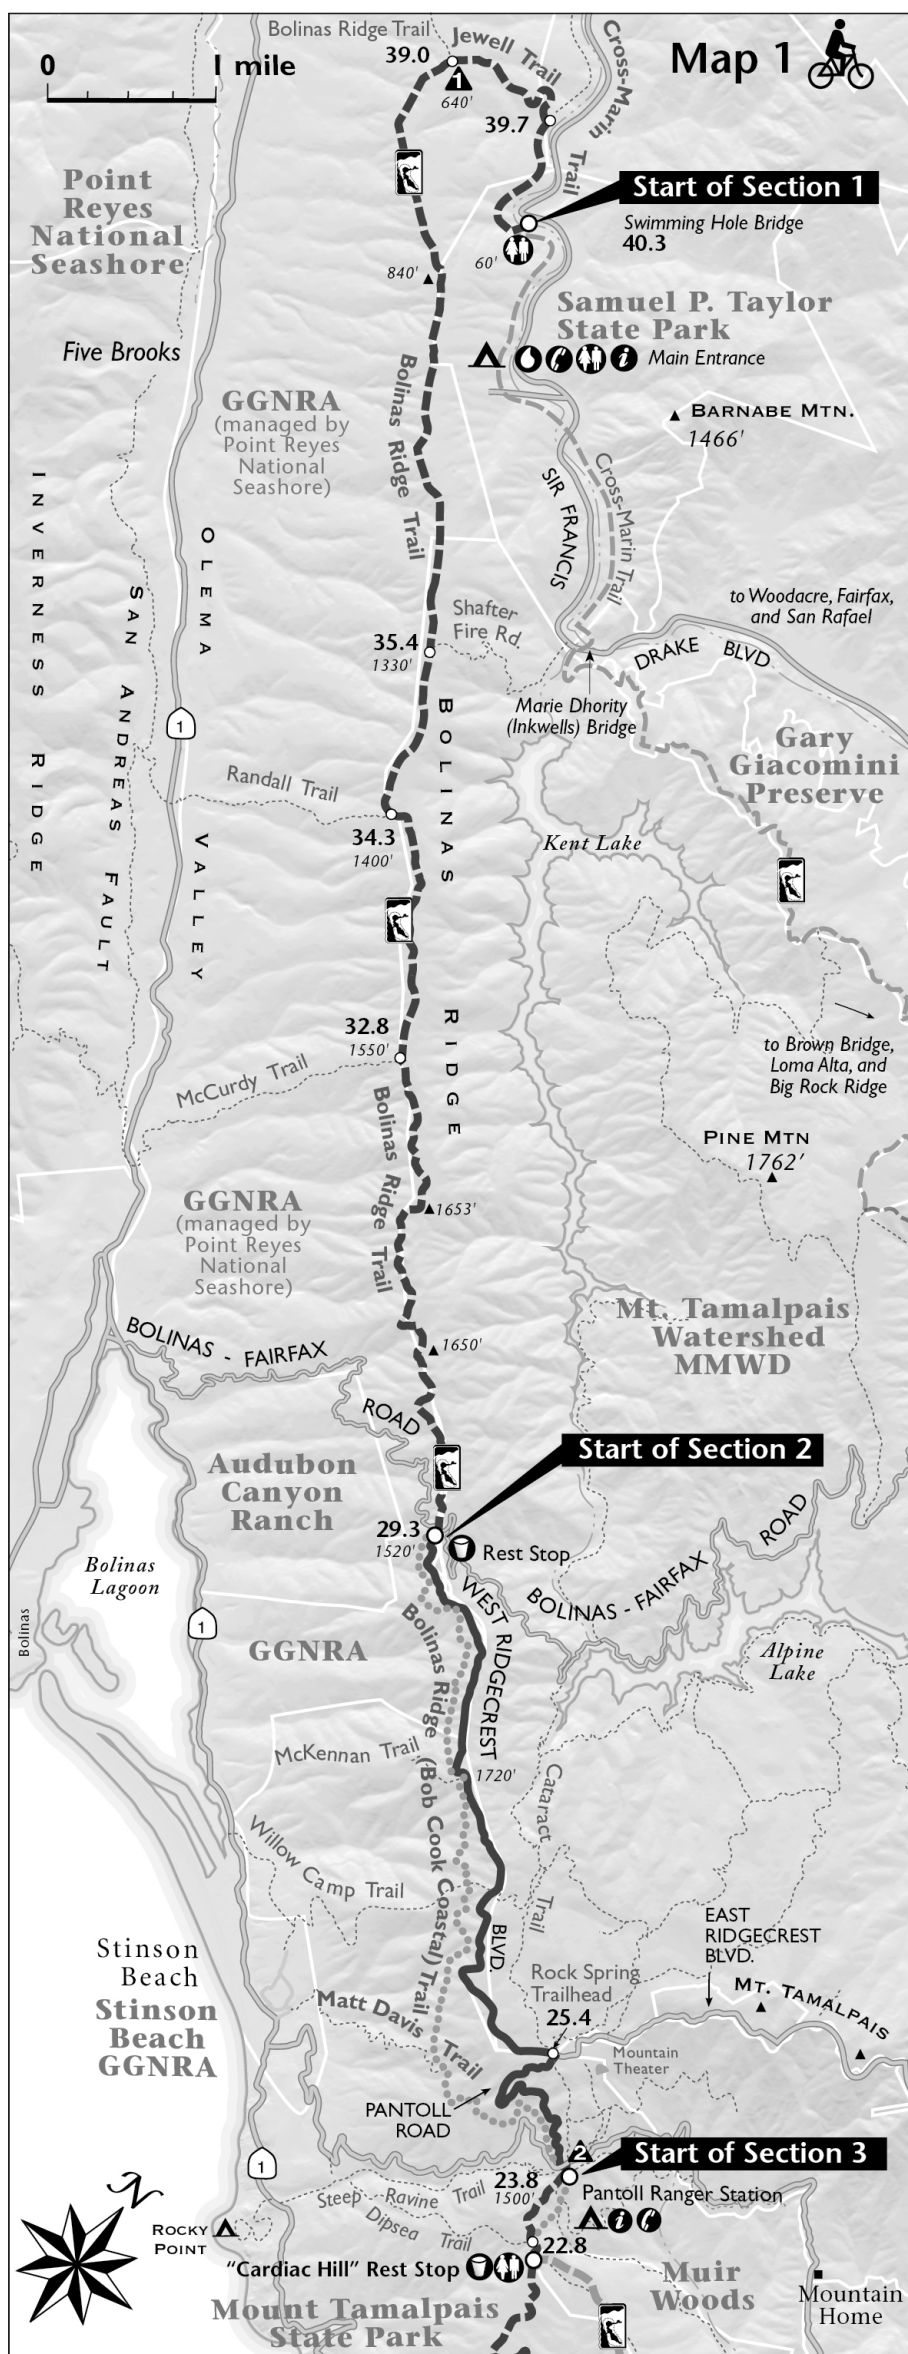 Bolinas Ridge Trail
Jewell Trail
Cross-Marin
Trail
Map 1
0
1 mile
39.0
1
640'
39.7
Start of Section 1
Swimming Hole Bridge
40.3
60'
Point
Reyes
National
Seashore
840'
Samuel P. Taylor
State Park
i
Main Entrance
Five Brooks
GGNRA
(managed by
Point Reyes
National
Seashore)
Bolinas Ridge Trail
BARNABE MTN.
1466'
Cross-Marin Trail
SIR FRANCIS
DRAKE BLVD
INVERNESS RIDGE
SAN ANDREAS FAULT
OLEMA VALLEY
to Woodacre, Fairfax,
and San Rafael
Shafter
Fire Rd.
35.4
1330'
Marie Dhority
(Inkwells) Bridge
BOLINAS RIDGE
1
Gary
Giacomini
Preserve
Randall Trail
34.3
1400'
Kent Lake
32.8
1550'
McCurdy Trail
to Brown Bridge,
Loma Alta, and
Big Rock Ridge
Bolinas Ridge Trail
PINE MTN
1762'
1653'
GGNRA
(managed by
Point Reyes
National
Seashore)
Mt. Tamalpais
Watershed
MMWD
BOLINAS - FAIRFAX
ROAD
1650'
Start of Section 2
Audubon
Canyon
Ranch
29.3
1520'
Rest Stop
BOLINAS - FAIRFAX
ROAD
Bolinas
Lagoon
Bolinas
1
GGNRA
WEST RIDGECREST
BLVD.
Alpine
Lake
Bolinas Ridge
(Bob Cook Coastal) Trail
McKennan Trail
1720'
Cataract
Trail
Willow Camp Trail
EAST
RIDGECREST
BLVD.
Stinson
Beach
Stinson
Beach
GGNRA
Rock Spring
Trailhead
25.4
MT. TAMALPAIS
Matt Davis
Trail
Mountain
Theater
PANTOLL
ROAD
2
Start of Section 3
1
N
23.8
1500'
Pantoll Ranger Station
i
Steep Ravine Trail
Dipsea Trail
ROCKY
POINT
22.8
"Cardiac Hill" Rest Stop
Muir
Woods
Mountain
Home
Mount Tamalpais
State Park